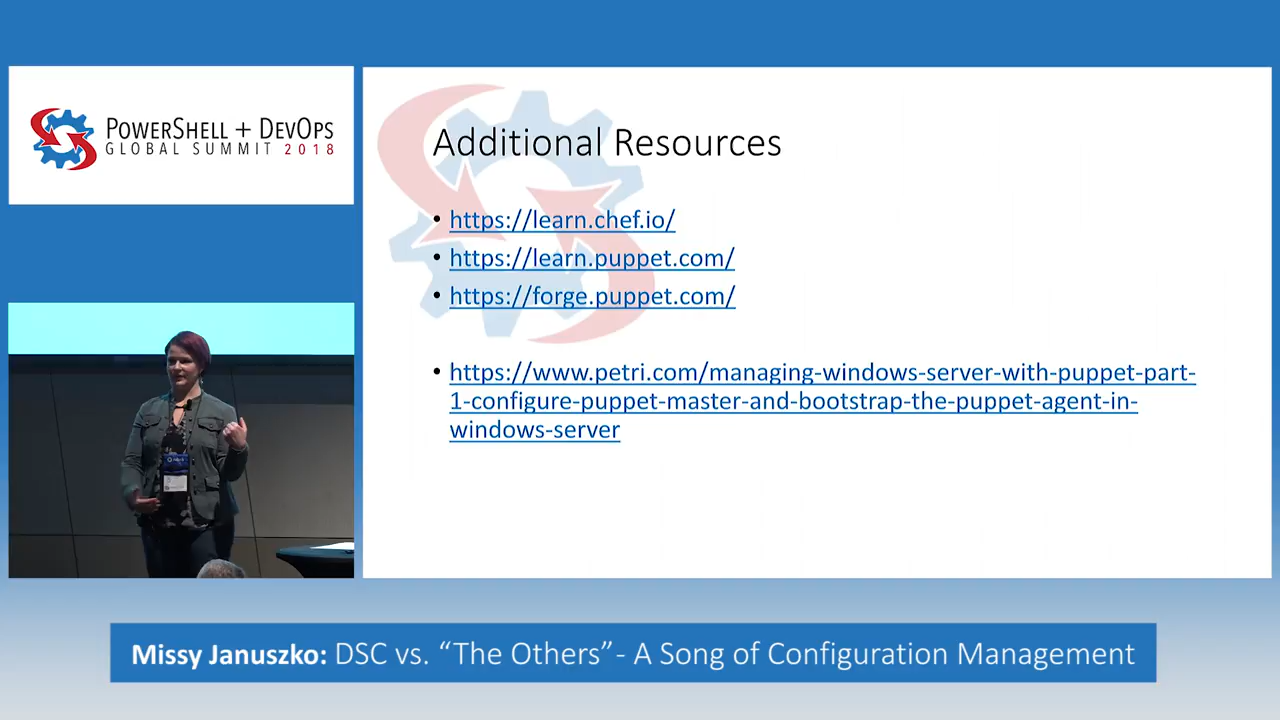 POWERSHELL + DEVOPS
GLOBAL SUMMIT 2018
Additional Resources
• https://learn.chef.io/
• https://learn.puppet.com/
• https://forge.puppet.com/
• https://www.petri.com/managing-windows-server-with-puppet-part-
1-configure-puppet-master-and-bootstrap-the-puppet-agent-in-
windows-server
Missy Januszko: DSC vs. “The Others”- A Song of Configuration Management